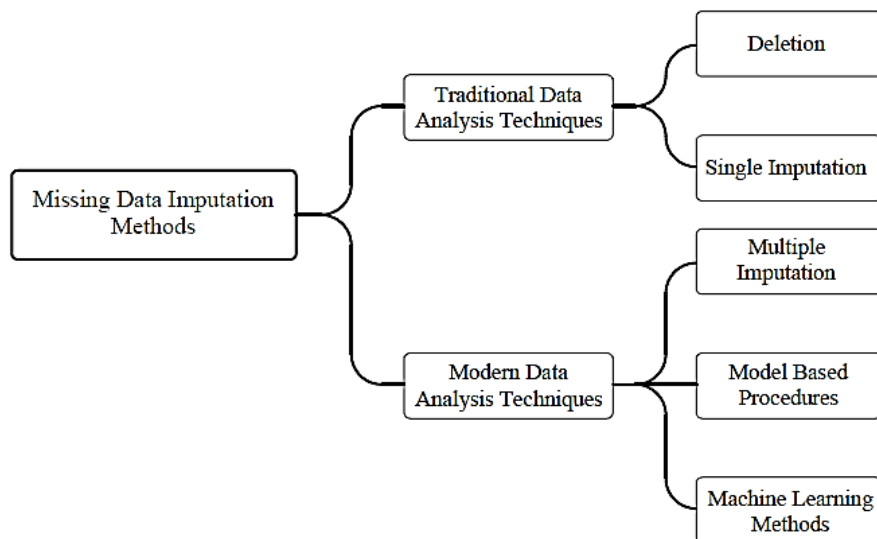 Missing Data Imputation
Methods
Traditional Data
Analysis Techniques
Deletion
Single Imputation
Modern Data
Analysis Techniques
Multiple
Imputation
Model Based
Procedures
Machine Learning
Methods